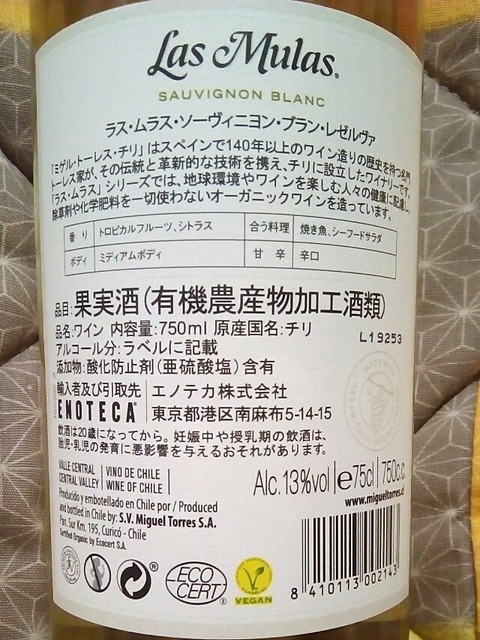 Las Mulas.
SAUVIGNON BLANC
ラス・ムラス・ソーヴィニヨン・ブラン・レゼルヴァ
「ミゲル・トーレス・チリ」はスペインで140年以上のワイン造りの歴史を持つ名門
トーレス家が、その伝統と革新的な技術を携え、チリに設立したワイナリーです。
「ラス・ムラス」シリーズでは、地球環境やワインを楽しむ人々の健康に配慮し、
除草剤や化学肥料を一切使わないオーガニックワインを造っています。
香り トロピカルフルーツ、シトラス 合う料理 焼き魚、シーフードサラダ
ボディ ミディアムボディ 甘辛 辛口
品目:果実酒(有機農産物加工酒類)
品名:ワイン 内容量:750ml 原産国名:チリ
L19253
アルコール分:ラベルに記載
添加物:酸化防止剤(亜硫酸塩)含有
輸入者及び引取先 エノテカ株式会社
ENOTECA 東京都港区南麻布5-14-15
飲酒は20歳になってから。妊娠中や授乳期の飲酒は、
胎児・乳児の発育に悪影響を与えるおそれがあります。
VALLE CENTRAL VINO DE CHILE
CENTRAL VALLEY WINE OF CHILE
Alc.13%vol e75cl 750c.c
www.migueltorres.cl
Producido y embotellado en Chile por / Produced
and bottled in Chile by: S.V. Miguel Torres S.A.
Pan. Sur Km. 195, Curicó - Chile
Certified Organic by Ecocert S.A.
ECO
CERT
VEGAN
8 410113 002143